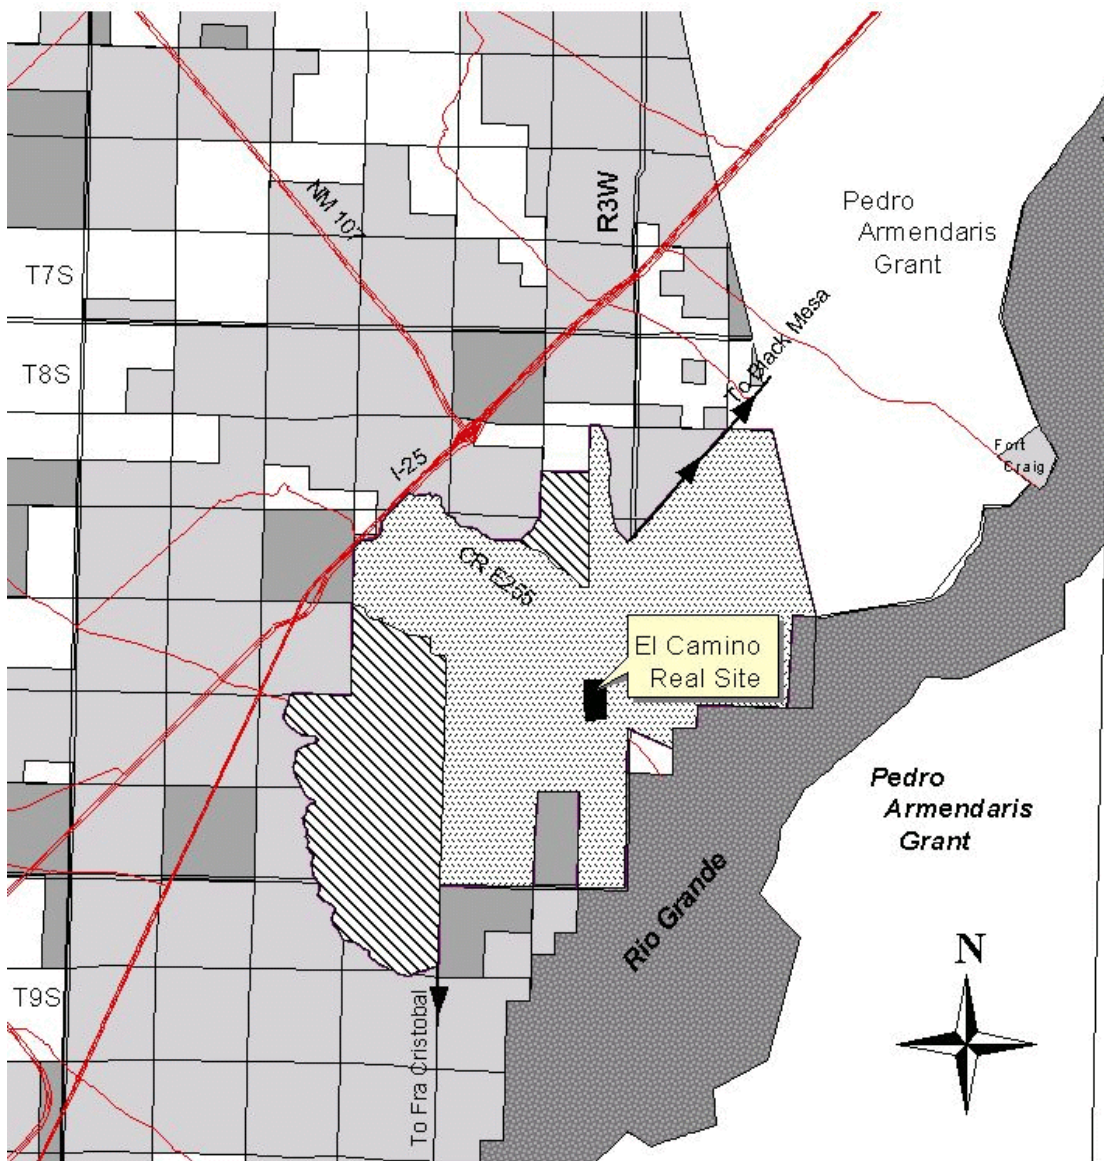 R3W
NM 107
Pedro
Armendaris
Grant
T7S
To Black Mesa
T8S
Fort
Craig
I-25
CR E255
El Camino
Real Site
Pedro
Armendaris
Grant
Rio Grande
N
T9S
To Fra Cristobal